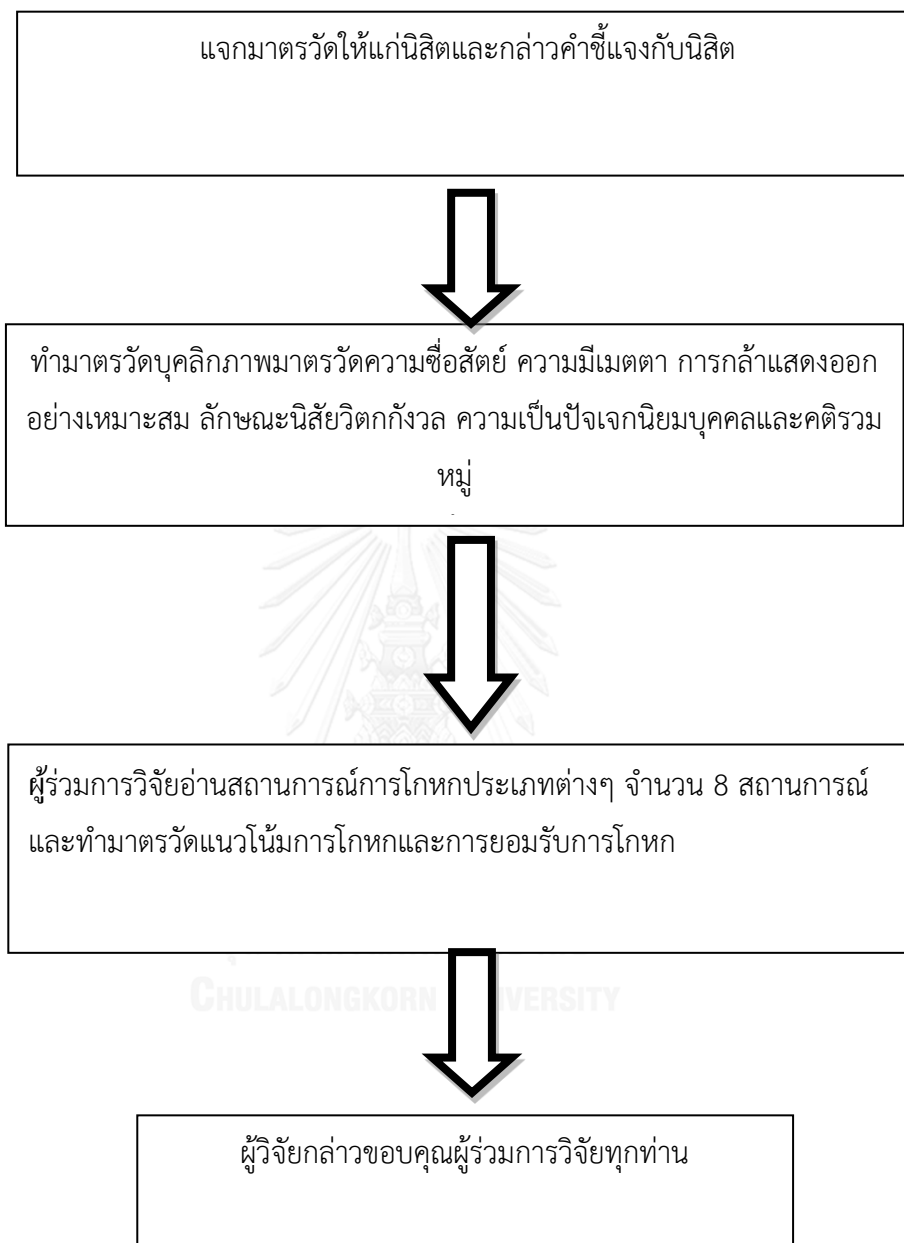 แจกมาตรวัดให้แก่นิสิตและกล่าวคำชี้แจงกับนิสิต
ทำมาตรวัดบุคลิกภาพมาตรวัดความซื่อสัตย์ ความมีเมตตา การกล้าแสดงออก
อย่างเหมาะสม ลักษณะนิสัยวิตกกังวล ความเป็นปัจเจกนิยมบุคคลและคติรวม
หมู่
ผู้ร่วมการวิจัยอ่านสถานการณ์การโกหกประเภทต่างๆ จำนวน 8 สถานการณ์
และทำมาตรวัดแนวโน้มการโกหกและการยอมรับการโกหก
CHULALONGKORN
ผู้วิจัยกล่าวขอบคุณผู้ร่วมการวิจัยทุกท่าน